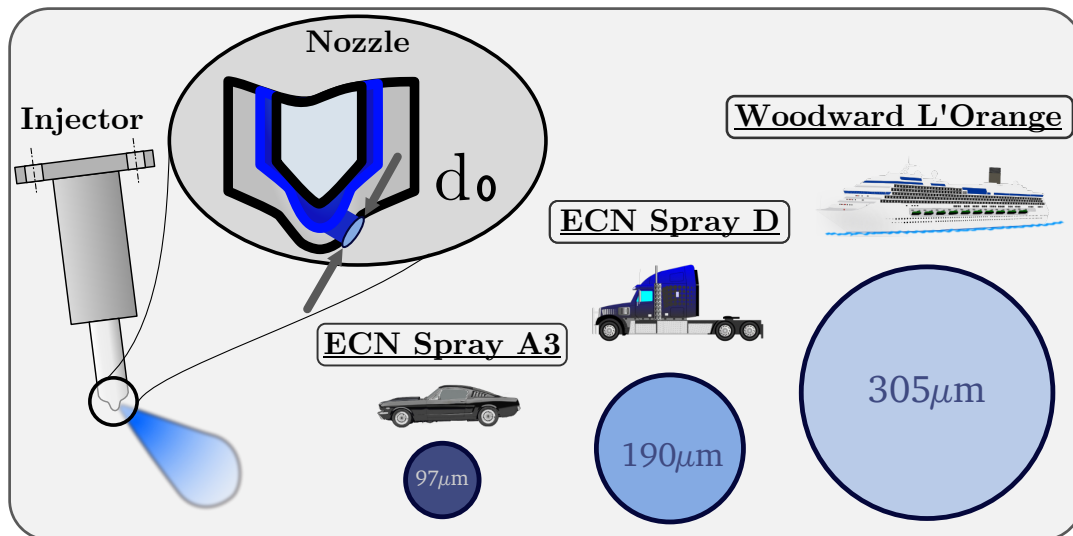 Nozzle
Injector
d₀
Woodward L'Orange
ECN Spray D
ECN Spray A3
305μm
190μm
97μm